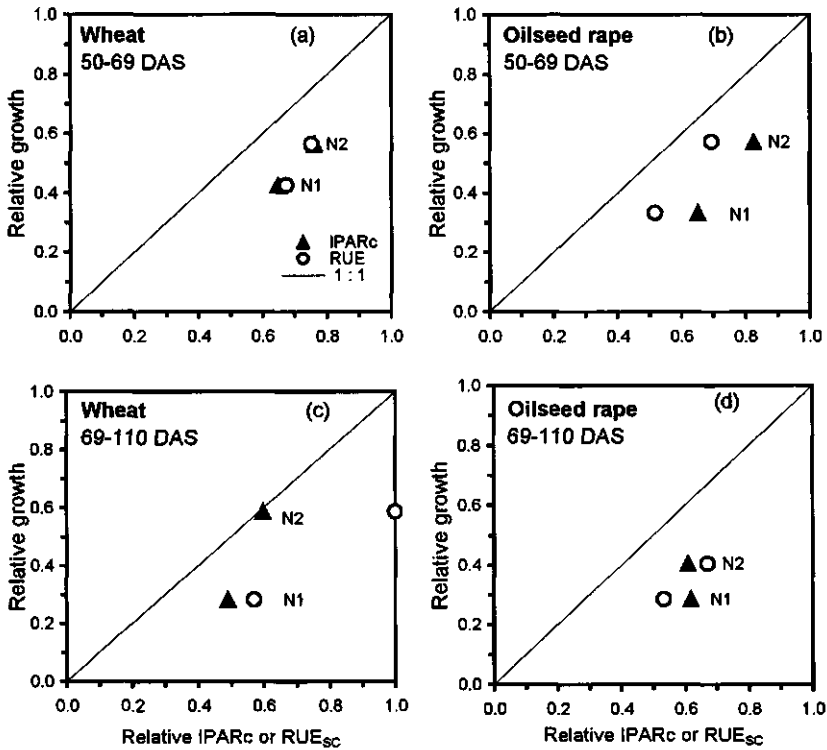 Wheat
50-69 DAS
(a)
Relative growth
1.0
0.8
0.6
0.4
0.2
0.0
N2
N1
IPARc
RUE
1 : 1
0.0 0.2 0.4 0.6 0.8 1.0
Oilseed rape
50-69 DAS
(b)
Relative growth
1.0
0.8
0.6
0.4
0.2
0.0
N2
N1
0.0 0.2 0.4 0.6 0.8 1.0
Wheat
69-110 DAS
(c)
Relative growth
1.0
0.8
0.6
0.4
0.2
0.0
N2
N1
0.0 0.2 0.4 0.6 0.8 1.0
Relative IPARc or RUESC
Oilseed rape
69-110 DAS
(d)
Relative growth
1.0
0.8
0.6
0.4
0.2
0.0
N2
N1
0.0 0.2 0.4 0.6 0.8 1.0
Relative IPARc or RUESC